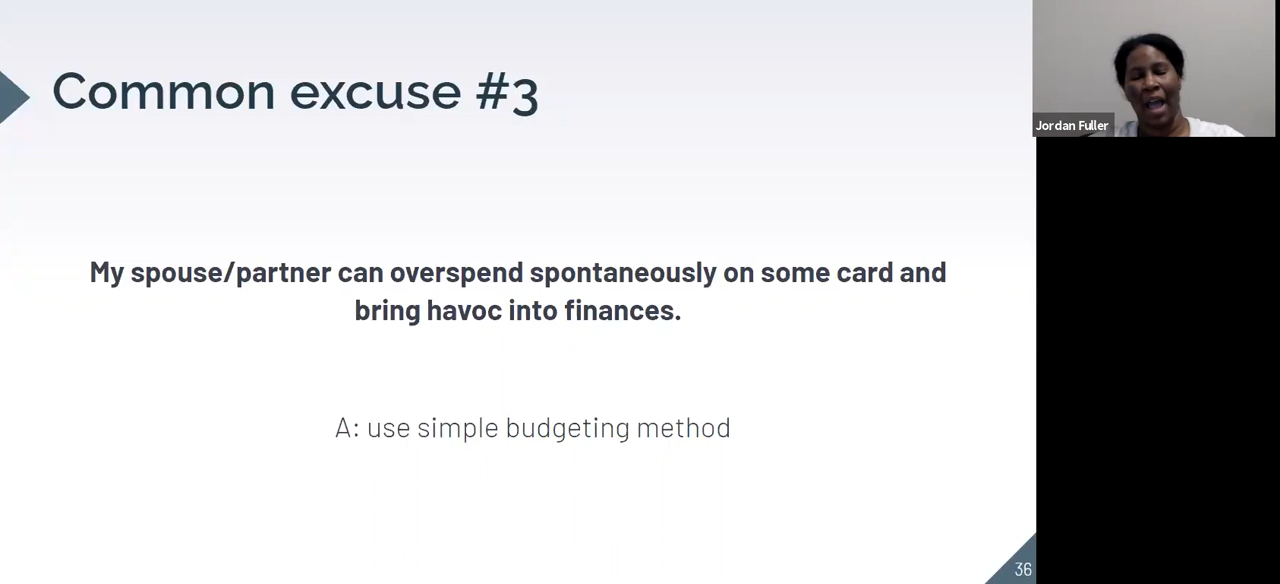 Common excuse #3
Jordan Fuller
My spouse/partner can overspend spontaneously on some card and
bring havoc into finances.
A: use simple budgeting method
36